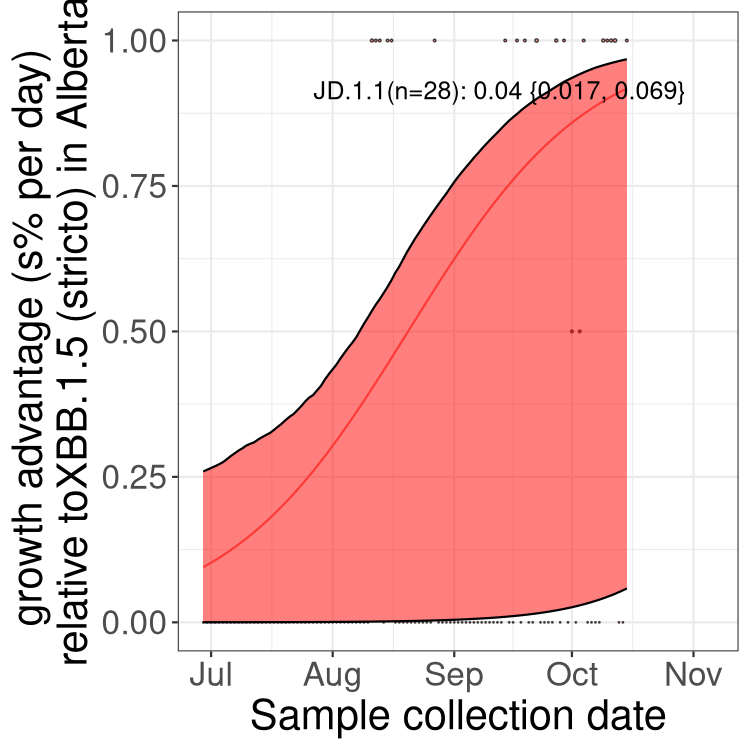 growth advantage (s% per day)
relative toXBB.1.5 (stricto) in Alberta
1.00
0.75
0.50
0.25
0.00
JD.1.1(n=28): 0.04 {0.017, 0.069}
Jul Aug Sep Oct Nov
Sample collection date